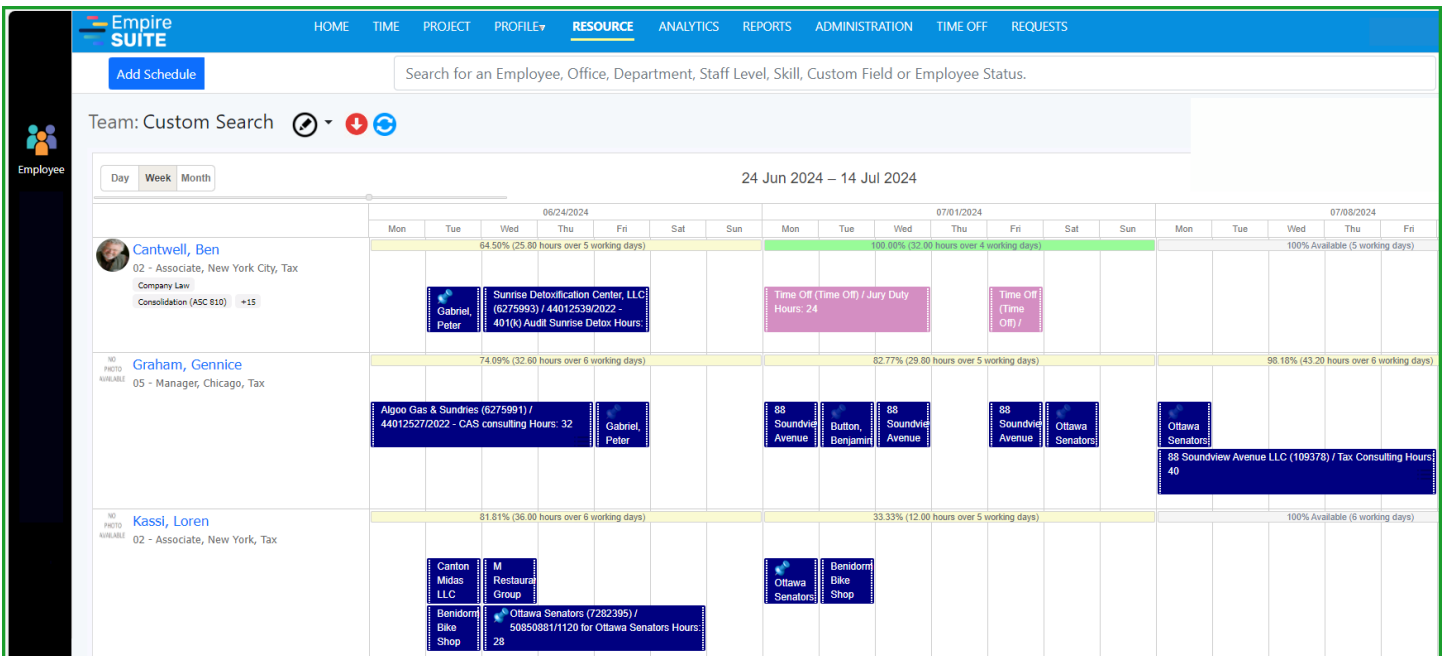 Empire
SUITE
HOME TIME PROJECT PROFILE▾ RESOURCE ANALYTICS REPORTS ADMINISTRATION TIME OFF REQUESTS
Add Schedule
Search for an Employee, Office, Department, Staff Level, Skill, Custom Field or Employee Status.
Employee
Team: Custom Search
Day Week Month
24 Jun 2024 – 14 Jul 2024
06/24/2024 07/01/2024 07/08/2024
Mon Tue Wed Thu Fri Sat Sun Mon Tue Wed Thu Fri Sat Sun Mon Tue Wed Thu Fri
Cantwell, Ben
02 - Associate, New York City, Tax
Company Law
Consolidation (ASC 810) +15
64.50% (25.80 hours over 5 working days)
100.00% (32.00 hours over 4 working days)
100% Available (5 working days)
Gabriel,
Peter
Sunrise Detoxification Center, LLC
(6275993) / 44012539/2022 -
401(k) Audit Sunrise Detox Hours:
Time Off (Time Off) / Jury Duty
Hours: 24
Time Off
(Time
Off) /
NO
PHOTO
AVAILABLE
Graham, Gennice
05 - Manager, Chicago, Tax
74.09% (32.60 hours over 6 working days)
82.77% (29.80 hours over 5 working days)
98.18% (43.20 hours over 6 working days)
Algoo Gas & Sundries (6275991) /
44012527/2022 - CAS consulting Hours: 32
Gabriel,
Peter
88
Soundvie
Avenue
Button,
Benjamin
88
Soundvie
Avenue
88
Soundvie
Avenue
Ottawa
Senators
Ottawa
Senators
88 Soundview Avenue LLC (109378) / Tax Consulting Hours:
40
NO
PHOTO
AVAILABLE
Kassi, Loren
02 - Associate, New York, Tax
81.81% (36.00 hours over 6 working days)
33.33% (12.00 hours over 5 working days)
100% Available (6 working days)
Canton
Midas
LLC
M
Restaura
Group
Ottawa
Senators
Benidorm
Bike
Shop
Benidorm
Bike
Shop
Ottawa Senators (7282395) /
50850881/1120 for Ottawa Senators Hours:
28